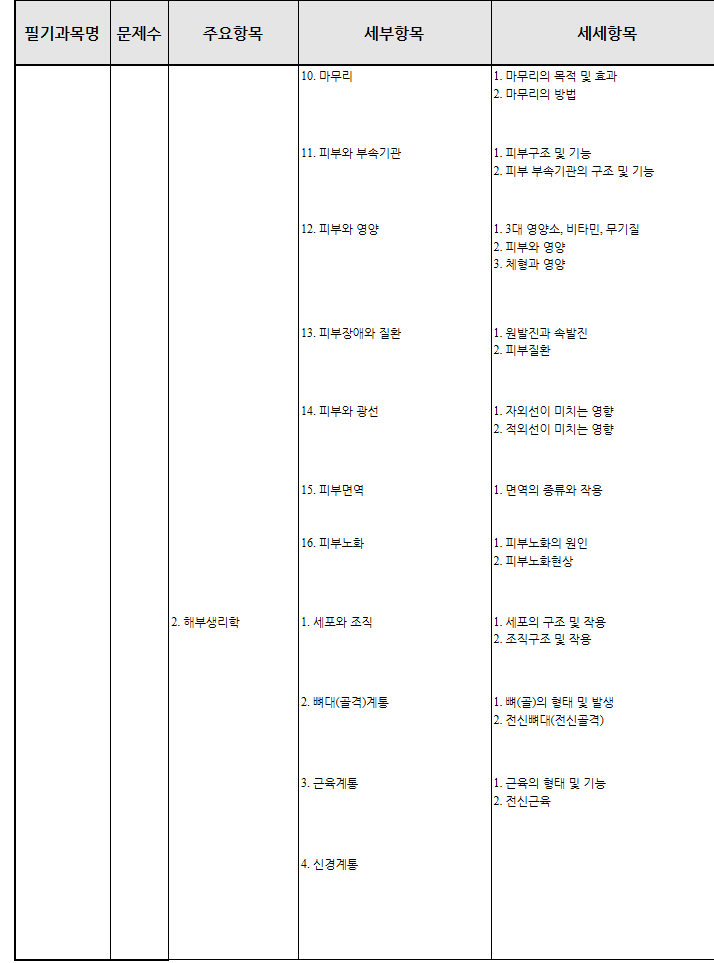 필기과목명 문제수 주요항목 세부항목 세세항목
10. 마무리 1. 마무리의 목적 및 효과
2. 마무리의 방법
11. 피부와 부속기관 1. 피부구조 및 기능
2. 피부 부속기관의 구조 및 기능
12. 피부와 영양 1. 3대 영양소, 비타민, 무기질
2. 피부와 영양
3. 체형과 영양
13. 피부장애와 질환 1. 원발진과 속발진
2. 피부질환
14. 피부와 광선 1. 자외선이 미치는 영향
2. 적외선이 미치는 영향
15. 피부면역 1. 면역의 종류와 작용
16. 피부노화 1. 피부노화의 원인
2. 피부노화현상
2. 해부생리학 1. 세포와 조직 1. 세포의 구조 및 작용
2. 조직구조 및 작용
2. 뼈대(골격)계통 1. 뼈(골)의 형태 및 발생
2. 전신뼈대(전신골격)
3. 근육계통 1. 근육의 형태 및 기능
2. 전신근육
4. 신경계통